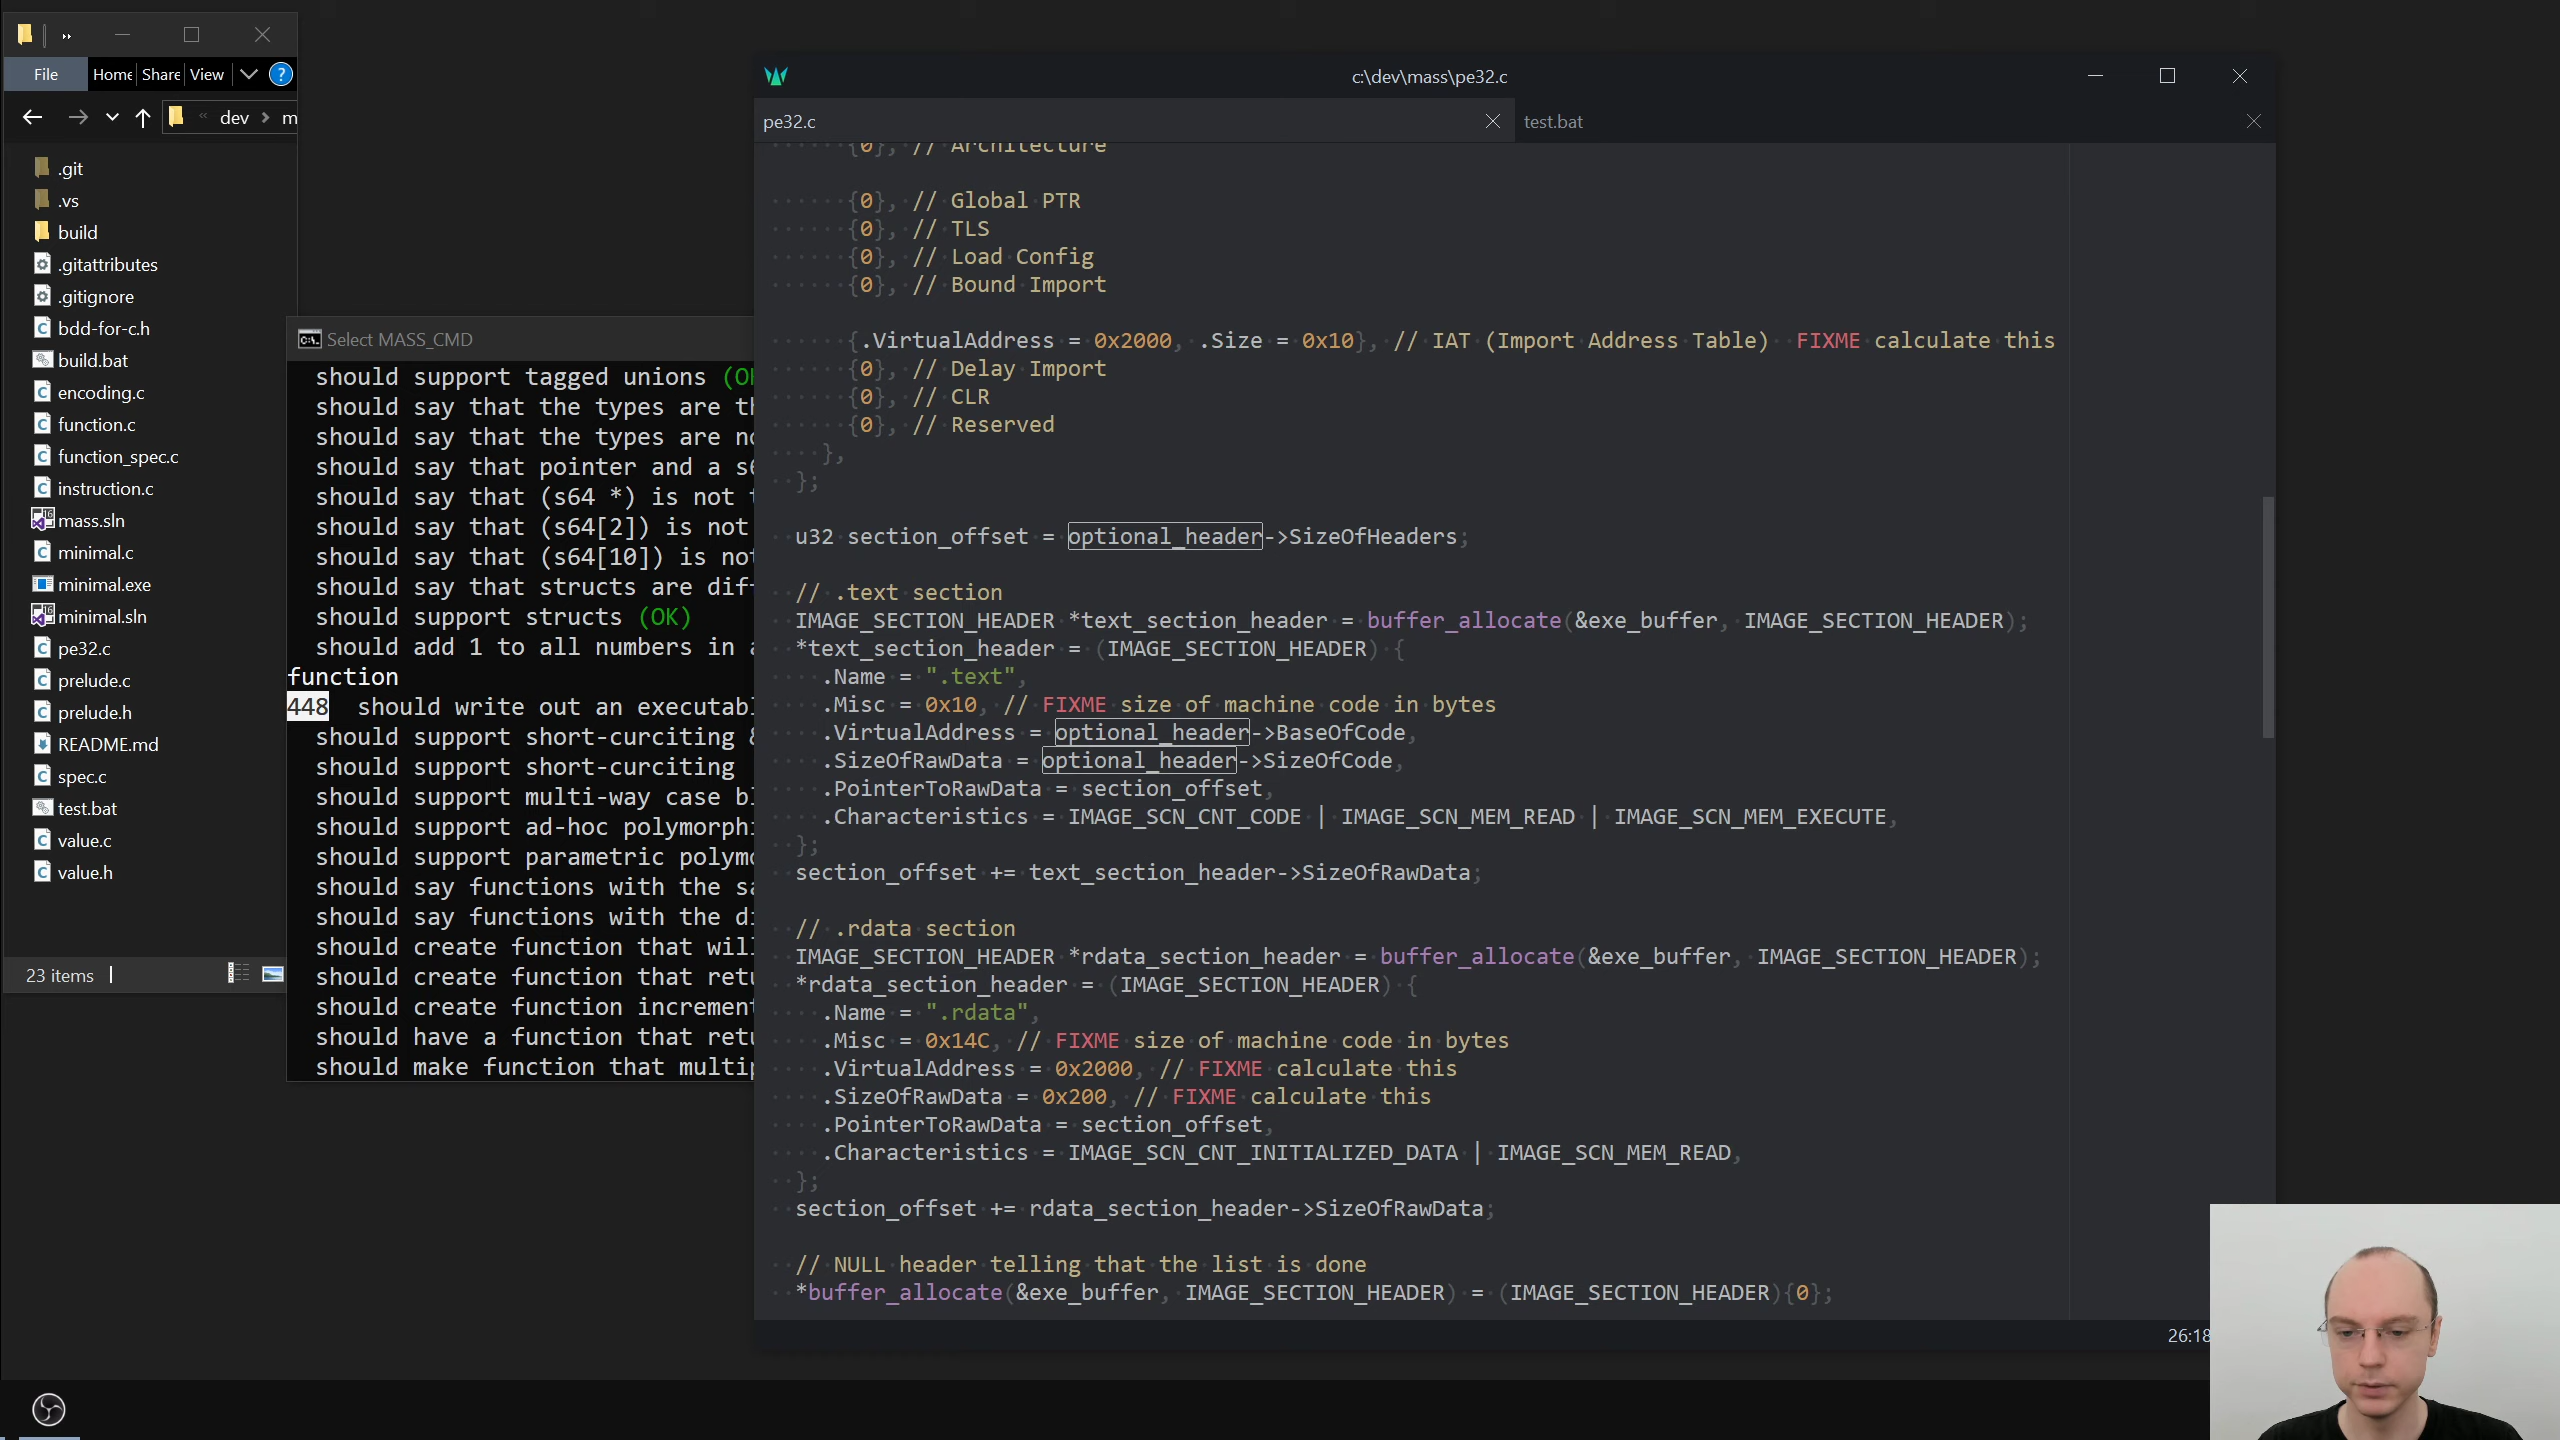 File Home Share View
« dev > m
.git
.vs
build
.gitattributes
.gitignore
bdd-for-c.h
build.bat
encoding.c
function.c
function_spec.c
instruction.c
mass.sln
minimal.c
minimal.exe
minimal.sln
pe32.c
prelude.c
prelude.h
README.md
spec.c
test.bat
value.c
value.h
23 items
Select MASS_CMD
should support tagged unions (O
should say that the types are
should say that the types are
should say that pointer and a
should say that (s64 *) is not
should say that (s64[2]) is not
should say that (s64[10]) is
should say that structs are
should support structs (OK)
should add 1 to all numbers in
function
448 should write out an
should support short-curciting &
should support short-curciting
should support multi-way case
should support ad-hoc
should support parametric
should say functions with the
should say functions with the
should create function that
should create function that
should create function
should have a function that
should make function that
c:\dev\mass\pe32.c
pe32.c
test.bat
{0}, // Architecture
{0}, // Global PTR
{0}, // TLS
{0}, // Load Config
{0}, // Bound Import
{.VirtualAddress = 0x2000, .Size = 0x10}, // IAT (Import Address Table)  FIXME calculate this
{0}, // Delay Import
{0}, // CLR
{0}, // Reserved
},
};
u32 section_offset = optional_header->SizeOfHeaders;
// .text section
IMAGE_SECTION_HEADER *text_section_header = buffer_allocate(&exe_buffer, IMAGE_SECTION_HEADER);
*text_section_header = (IMAGE_SECTION_HEADER) {
.Name = ".text",
.Misc = 0x10, // FIXME size of machine code in bytes
.VirtualAddress = optional_header->BaseOfCode,
.SizeOfRawData = optional_header->SizeOfCode,
.PointerToRawData = section_offset,
.Characteristics = IMAGE_SCN_CNT_CODE | IMAGE_SCN_MEM_READ | IMAGE_SCN_MEM_EXECUTE,
};
section_offset += text_section_header->SizeOfRawData;
// .rdata section
IMAGE_SECTION_HEADER *rdata_section_header = buffer_allocate(&exe_buffer, IMAGE_SECTION_HEADER);
*rdata_section_header = (IMAGE_SECTION_HEADER) {
.Name = ".rdata",
.Misc = 0x14C, // FIXME size of machine code in bytes
.VirtualAddress = 0x2000, // FIXME calculate this
.SizeOfRawData = 0x200, // FIXME calculate this
.PointerToRawData = section_offset,
.Characteristics = IMAGE_SCN_CNT_INITIALIZED_DATA | IMAGE_SCN_MEM_READ,
};
section_offset += rdata_section_header->SizeOfRawData;
// NULL header telling that the list is done
*buffer_allocate(&exe_buffer, IMAGE_SECTION_HEADER) = (IMAGE_SECTION_HEADER){0};
26:18